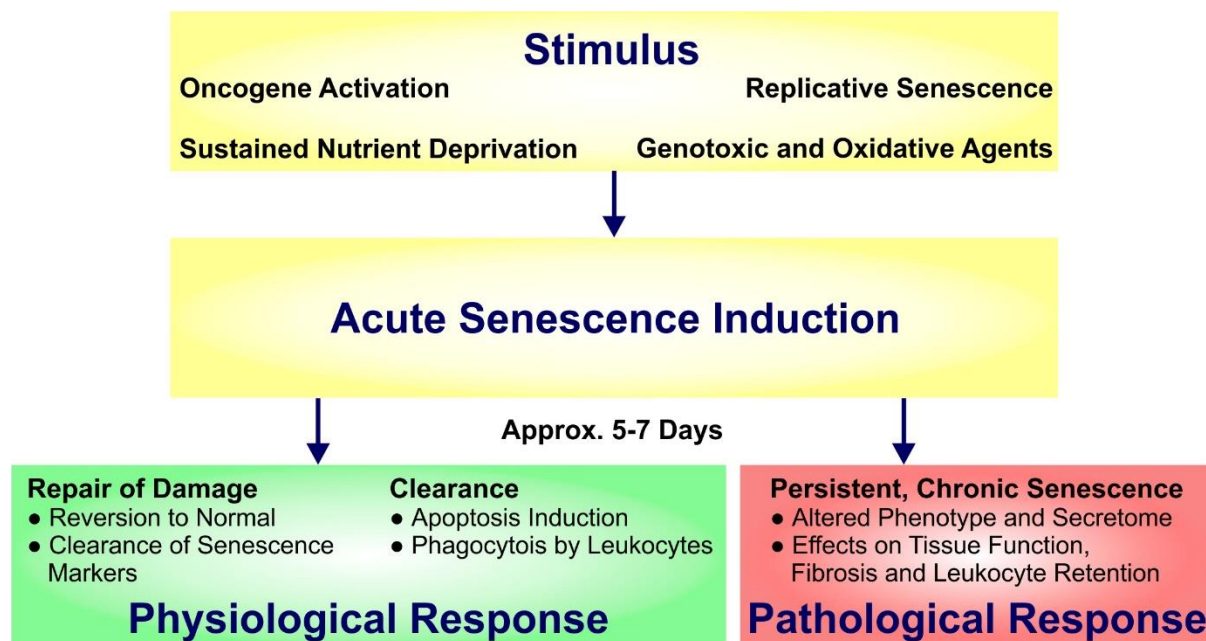 Stimulus
Oncogene Activation
Replicative Senescence
Sustained Nutrient Deprivation
Genotoxic and Oxidative Agents
Acute Senescence Induction
Approx. 5-7 Days
Repair of Damage
● Reversion to Normal
● Clearance of Senescence
Markers
Clearance
● Apoptosis Induction
● Phagocytois by Leukocytes
Physiological Response
Persistent, Chronic Senescence
● Altered Phenotype and Secretome
● Effects on Tissue Function,
Fibrosis and Leukocyte Retention
Pathological Response